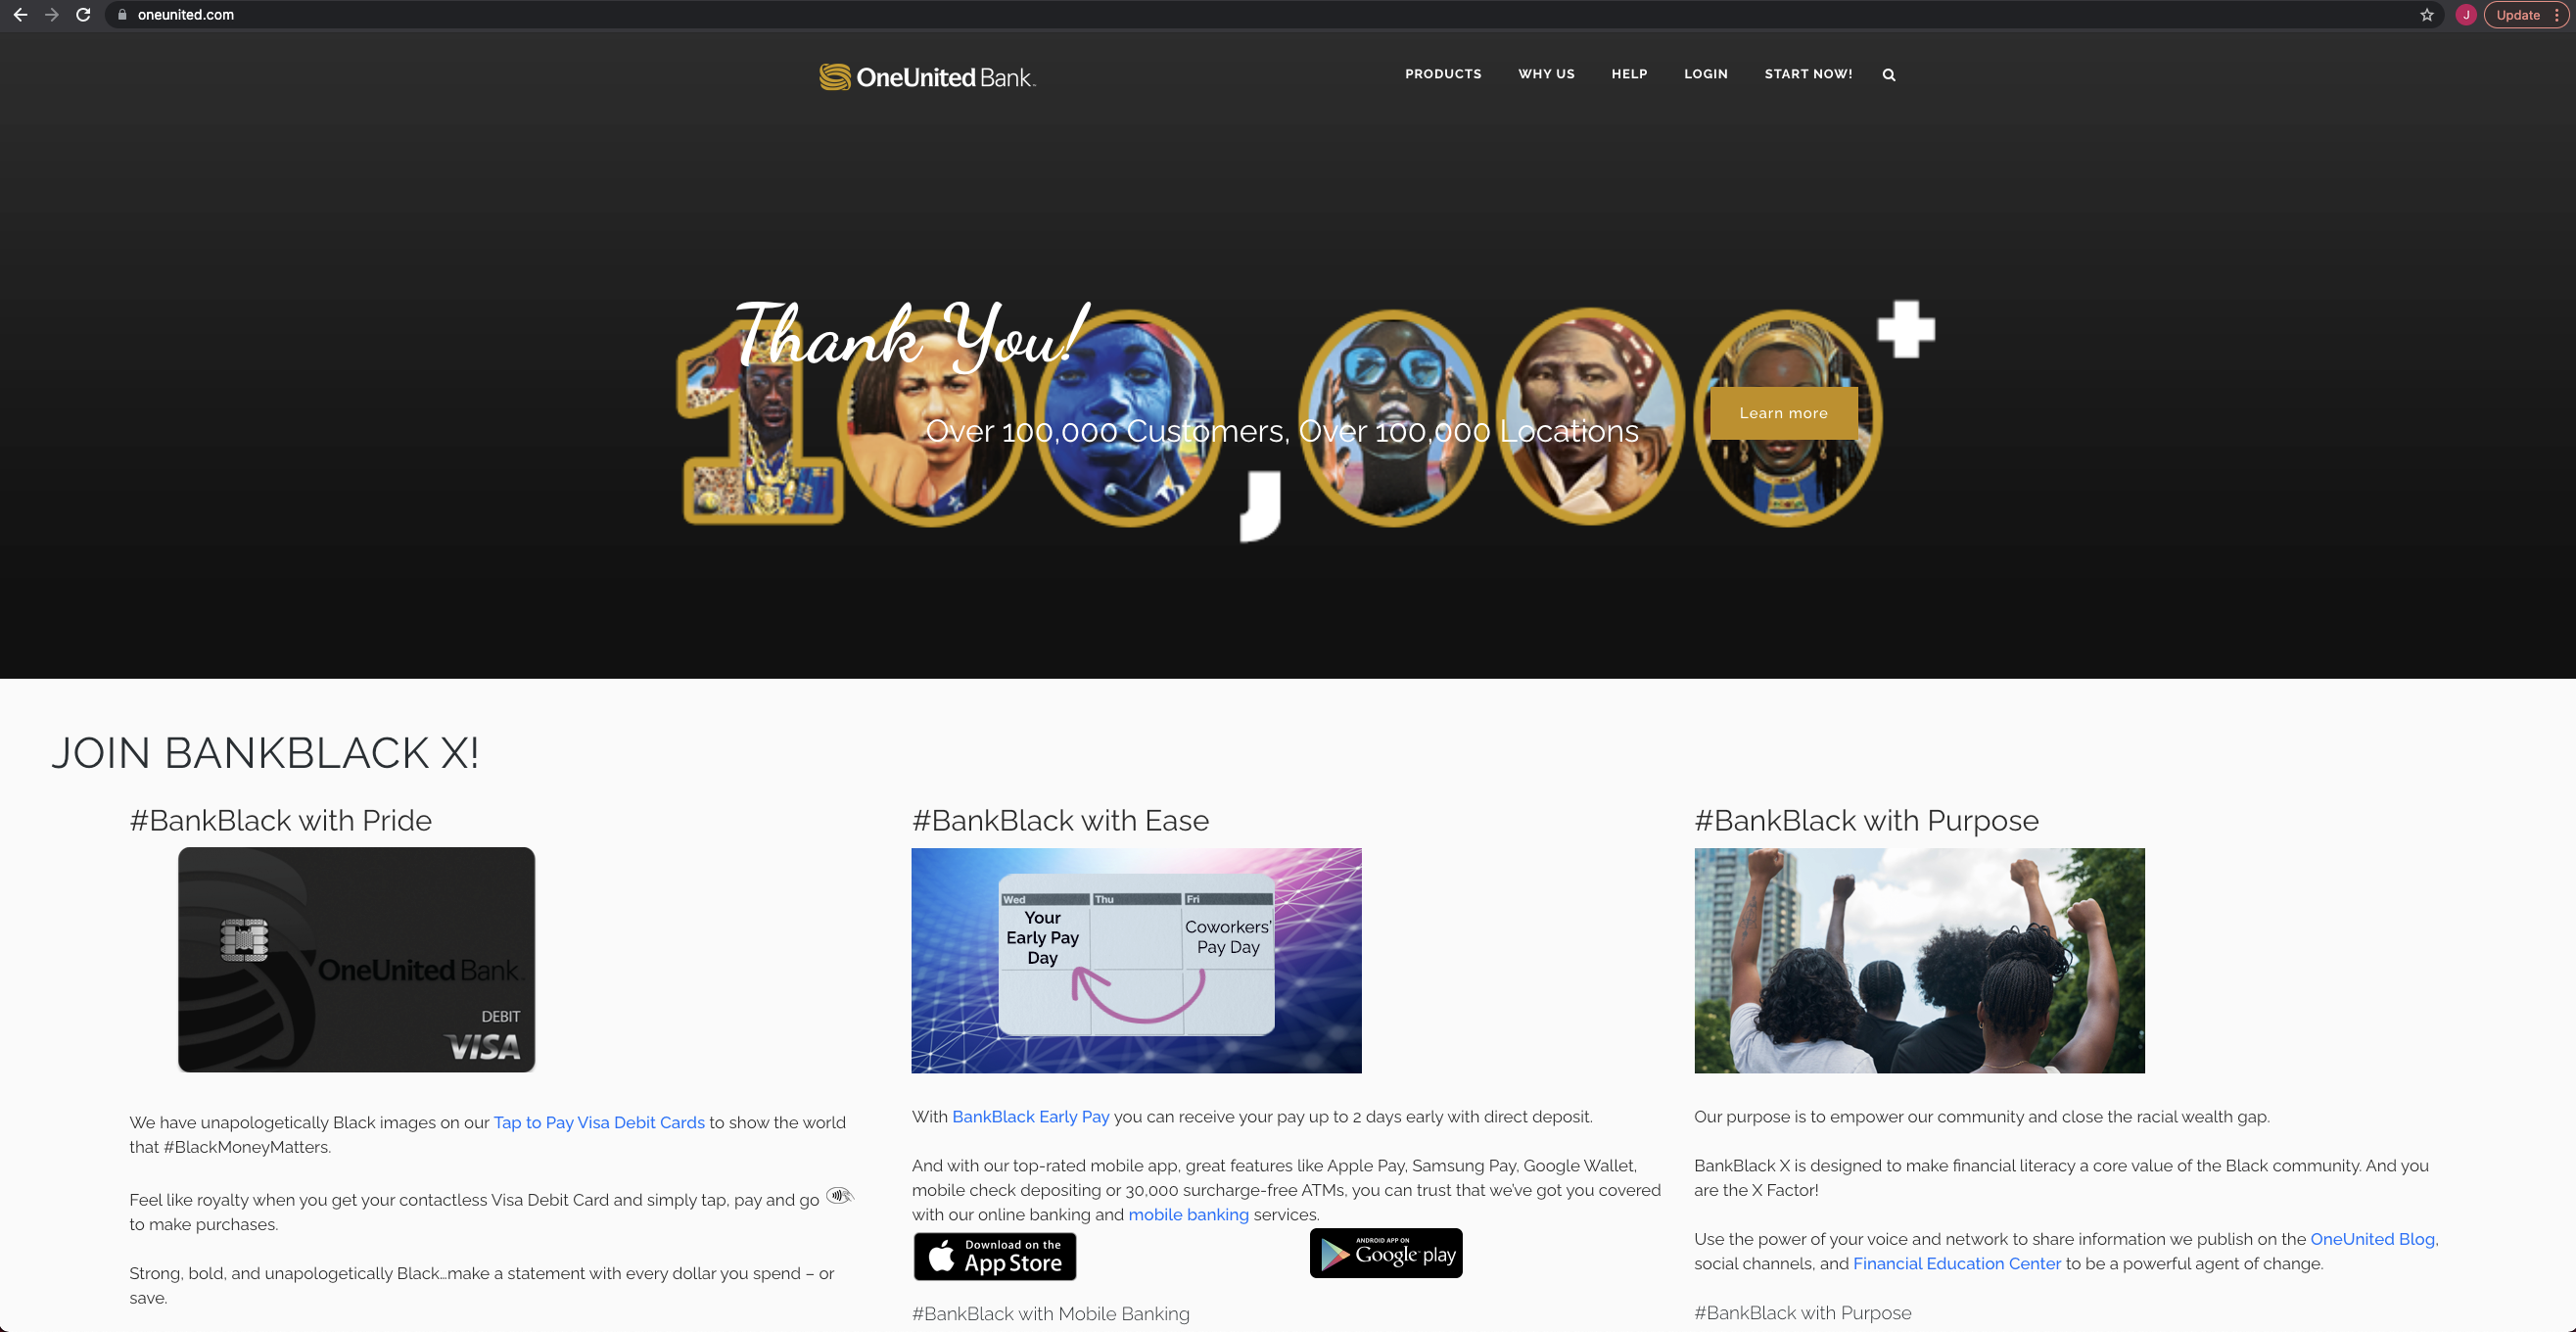 oneunited.com
J
Update
OneUnited Bank
PRODUCTS
WHY US
HELP
LOGIN
START NOW!
Thank You!
100,000+
Over 100,000 Customers, Over 100,000 Locations
Learn more
JOIN BANKBLACK X!
#BankBlack with Pride
OneUnited Bank
DEBIT
VISA
We have unapologetically Black images on our Tap to Pay Visa Debit Cards to show the world
that #BlackMoneyMatters.
Feel like royalty when you get your contactless Visa Debit Card and simply tap, pay and go
to make purchases.
Strong, bold, and unapologetically Black…make a statement with every dollar you spend – or
save.
#BankBlack with Ease
Wed
Thu
Fri
Your
Early Pay
Day
Coworkers'
Pay Day
With BankBlack Early Pay you can receive your pay up to 2 days early with direct deposit.
And with our top-rated mobile app, great features like Apple Pay, Samsung Pay, Google Wallet,
mobile check depositing or 30,000 surcharge-free ATMs, you can trust that we’ve got you covered
with our online banking and mobile banking services.
Download on the
App Store
ANDROID APP ON
Google play
#BankBlack with Mobile Banking
#BankBlack with Purpose
Our purpose is to empower our community and close the racial wealth gap.
BankBlack X is designed to make financial literacy a core value of the Black community. And you
are the X Factor!
Use the power of your voice and network to share information we publish on the OneUnited Blog,
social channels, and Financial Education Center to be a powerful agent of change.
#BankBlack with Purpose